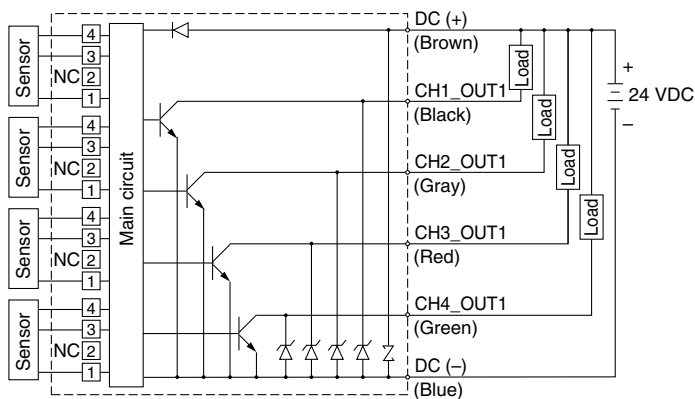 Sensor
4
3
NC 2
1
Sensor
4
3
NC 2
1
Sensor
4
3
NC 2
1
Sensor
4
3
NC 2
1
Main circuit
DC (+)
(Brown)
CH1_OUT1
(Black)
CH2_OUT1
(Gray)
CH3_OUT1
(Red)
CH4_OUT1
(Green)
DC (–)
(Blue)
Load
Load
Load
Load
+
24 VDC
–